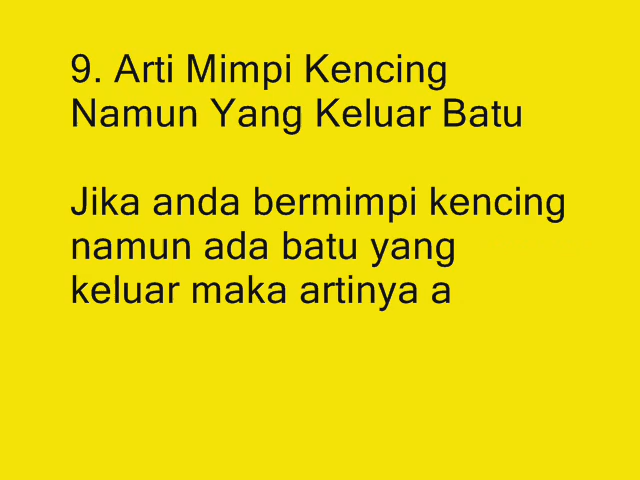 9. Arti Mimpi Kencing
Namun Yang Keluar Batu
Jika anda bermimpi kencing
namun ada batu yang
keluar maka artinya a